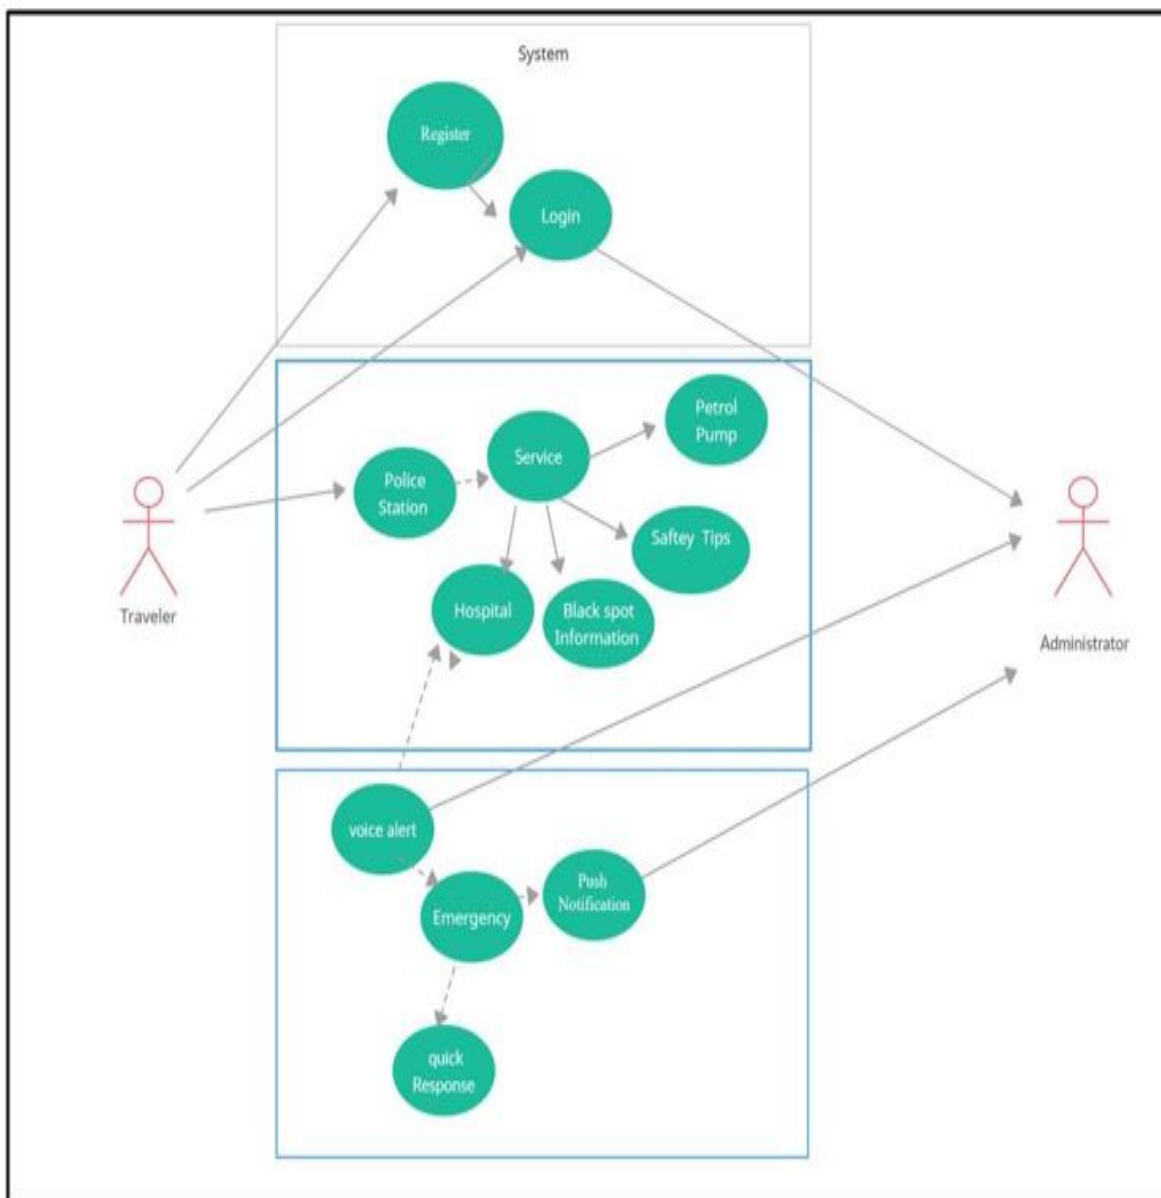 System
Register
Login
Petrol
Pump
Service
Police
Station
Saftey Tips
Hospital
Black spot
Information
Traveler
Administrator
voice alert
Push
Notification
Emergency
quick
Response